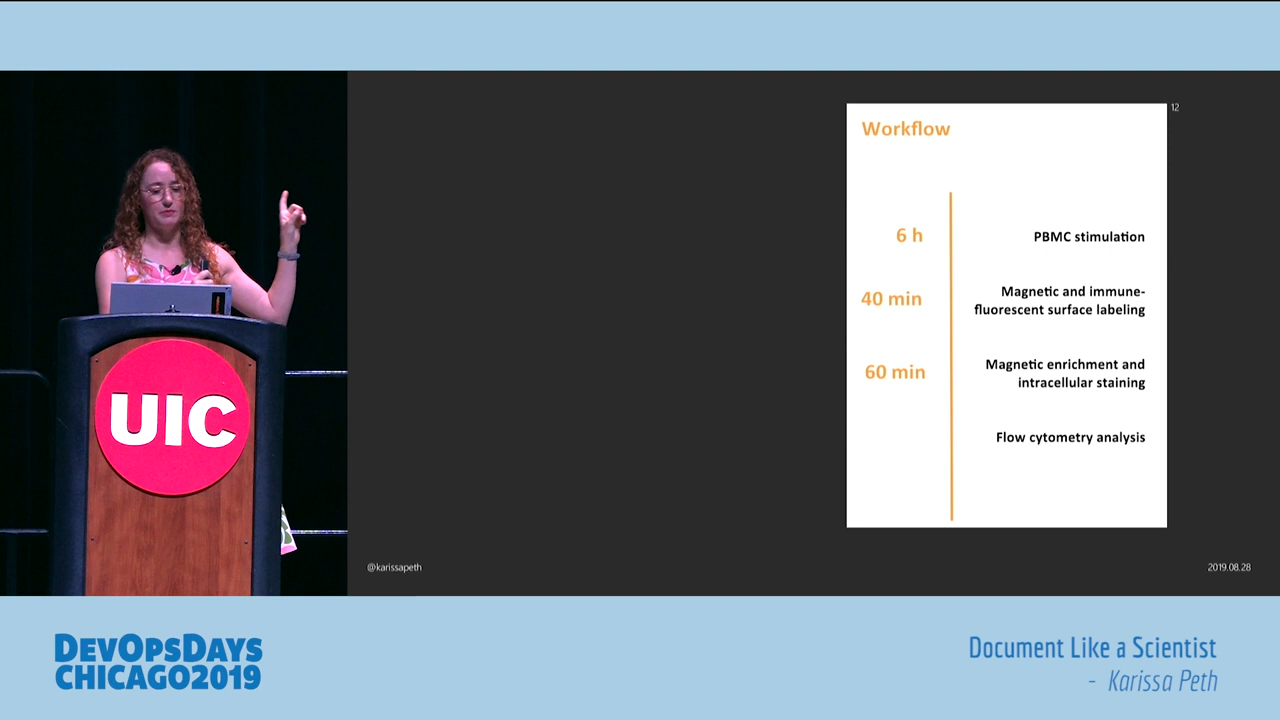 12
Workflow
6 h
PBMC stimulation
40 min
Magnetic and immune-
fluorescent surface labeling
60 min
Magnetic enrichment and
intracellular staining
Flow cytometry analysis
UIC
@karissapeth
2019.08.28
DEVOPSDAYS
CHICAGO2019
Document Like a Scientist
- Karissa Peth